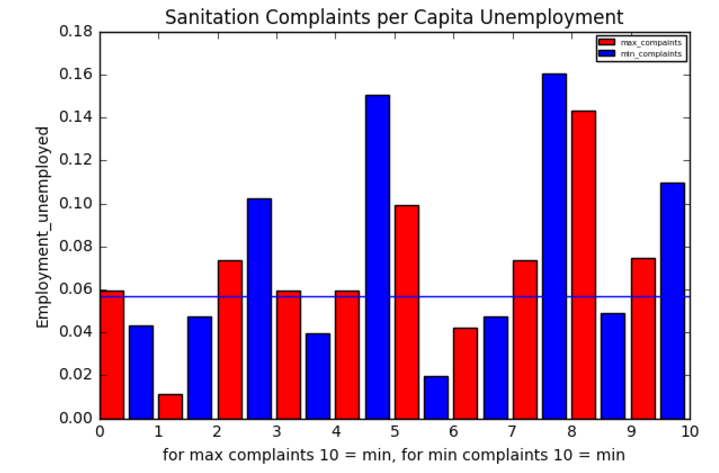 Sanitation Complaints per Capita Unemployment
max_compaints
min_complaints
Employment_unemployed
0.18
0.16
0.14
0.12
0.10
0.08
0.06
0.04
0.02
0.00
0 1 2 3 4 5 6 7 8 9 10
for max complaints 10 = min, for min complaints 10 = min